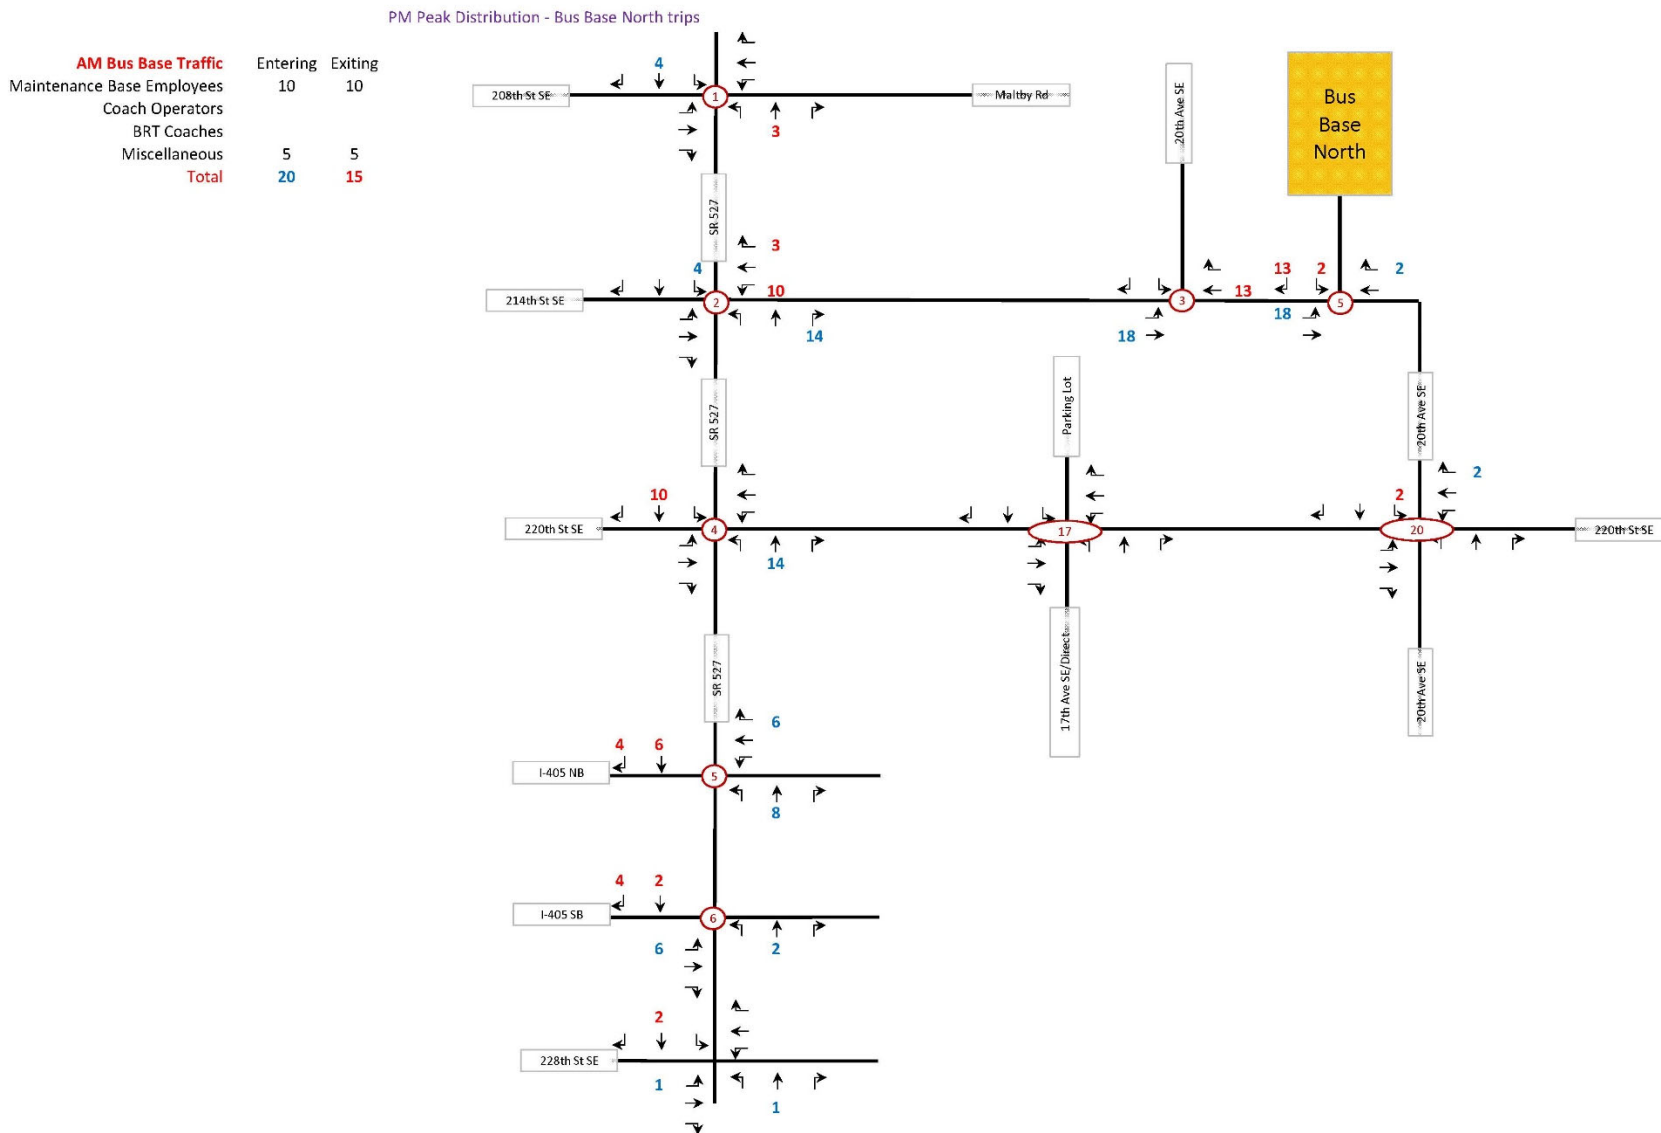 PM Peak Distribution - Bus Base North trips
AM Bus Base Traffic Entering Exiting
Maintenance Base Employees 10 10
Coach Operators
BRT Coaches
Miscellaneous 5 5
Total 20 15
4
208th St SE
1
Maltby Rd
3
20th Ave SE
Bus
Base
North
SR 527
3
4
214th St SE
2
10
14
18
3
13
13
18
2
5
2
SR 527
Parking Lot
20th Ave SE
10
220th St SE
4
14
17
2
2
20
220th St SE
SR 527
17th Ave SE/Direct
20th Ave SE
6
4 6
I-405 NB
5
8
4 2
I-405 SB
6
6
2
2
228th St SE
1
1